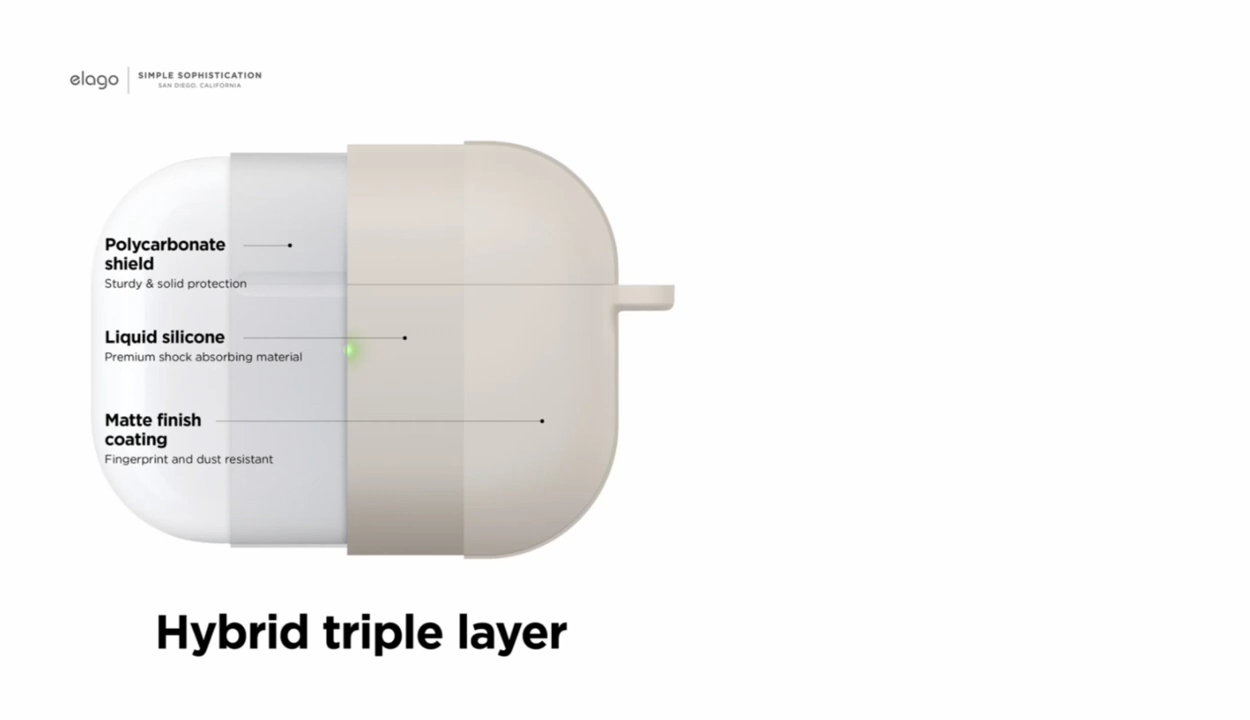 elago
SIMPLE SOPHISTICATION
SAN DIEGO, CALIFORNIA
Polycarbonate
shield
Sturdy & solid protection
Liquid silicone
Premium shock absorbing material
Matte finish
coating
Fingerprint and dust resistant
Hybrid triple layer